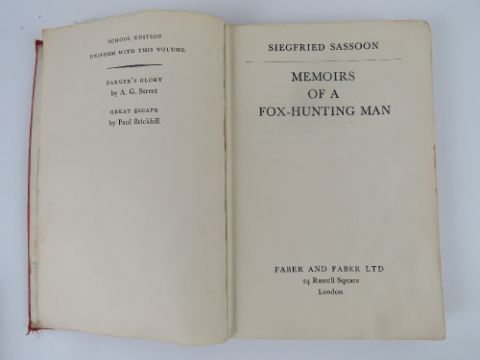 SCHOOL EDITION
UNIFORM WITH THIS VOLUME
FARMER'S GLORY
by A. G. Street
GREAT ESCAPE
by Paul Brickhill
SIEGFRIED SASSOON
MEMOIRS
OF A
FOX-HUNTING MAN
FABER AND FABER LTD
24 Russell Square
London